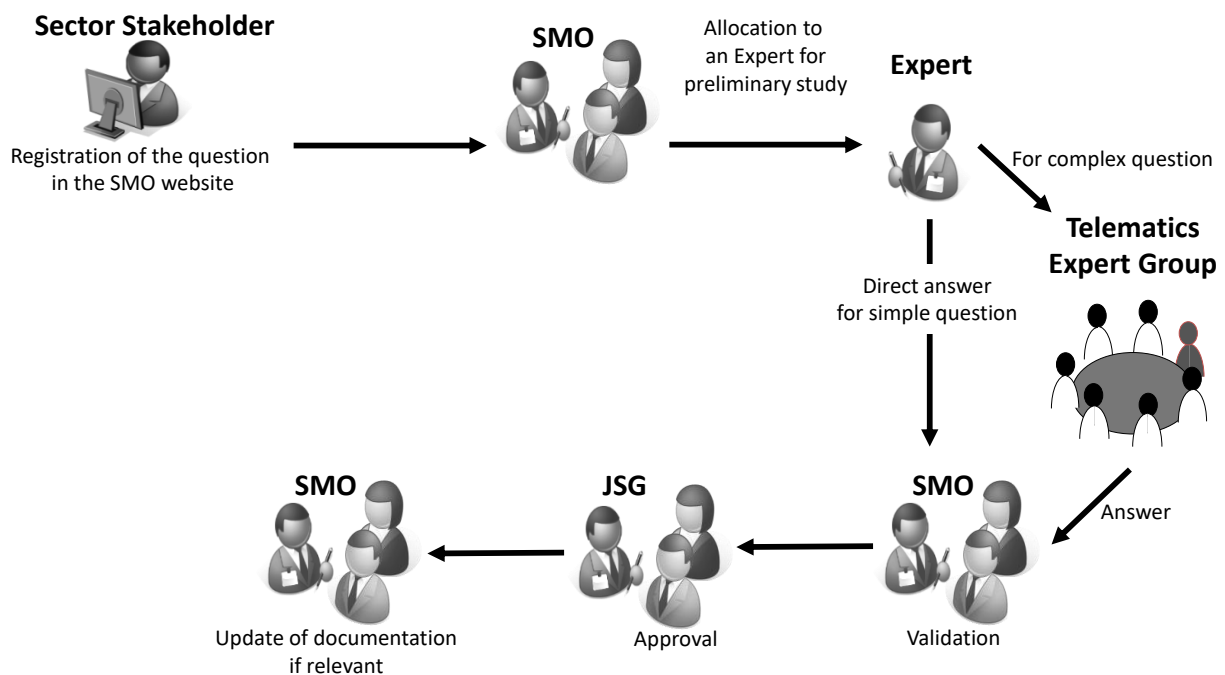 Sector Stakeholder
Registration of the question
in the SMO website
SMO
Allocation to
an Expert for
preliminary study
Expert
For complex question
Telematics
Expert Group
Direct answer
for simple question
Answer
SMO
Validation
JSG
Approval
SMO
Update of documentation
if relevant